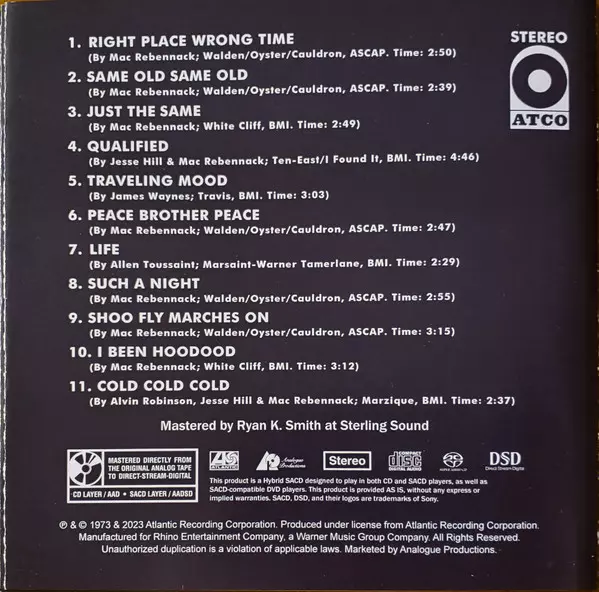 STEREO
ATCO
1. RIGHT PLACE WRONG TIME
(By Mac Rebennack; Walden/Oyster/Cauldron, ASCAP. Time: 2:50)
2. SAME OLD SAME OLD
(By Mac Rebennack; Walden/Oyster/Cauldron, ASCAP. Time: 2:39)
3. JUST THE SAME
(By Mac Rebennack; White Cliff, BMI. Time: 2:49)
4. QUALIFIED
(By Jesse Hill & Mac Rebennack; Ten-East/I Found It, BMI. Time: 4:46)
5. TRAVELING MOOD
(By James Waynes; Travis, BMI. Time: 3:03)
6. PEACE BROTHER PEACE
(By Mac Rebennack; Walden/Oyster/Cauldron, ASCAP. Time: 2:47)
7. LIFE
(By Allen Toussaint; Marsaint-Warner Tamerlane, BMI. Time: 2:29)
8. SUCH A NIGHT
(By Mac Rebennack; Walden/Oyster/Cauldron, ASCAP. Time: 2:55)
9. SHOO FLY MARCHES ON
(By Mac Rebennack; Walden/Oyster/Cauldron, ASCAP. Time: 3:15)
10. I BEEN HOODOOD
(By Mac Rebennack; White Cliff, BMI. Time: 3:12)
11. COLD COLD COLD
(By Alvin Robinson, Jesse Hill & Mac Rebennack; Marzique, BMI. Time: 2:37)
Mastered by Ryan K. Smith at Sterling Sound
MASTERED DIRECTLY FROM
THE ORIGINAL ANALOG TAPE
TO DIRECT-STREAM-DIGITAL
CD LAYER / AAD • SACD LAYER / AADSD
ATLANTIC
Analogue Productions
Stereo
COMPACT disc DIGITAL AUDIO
SUPER AUDIO CD
DSD
Direct Stream Digital
This product is a Hybrid SACD designed to play in both CD and SACD players, as well as
SACD-compatible DVD players. This product is provided AS IS, without any express or
implied warranties. SACD, DSD, and their logos are trademarks of Sony.
℗ & © 1973 & 2023 Atlantic Recording Corporation. Produced under license from Atlantic Recording Corporation.
Manufactured for Rhino Entertainment Company, a Warner Music Group Company. All Rights Reserved.
Unauthorized duplication is a violation of applicable laws. Marketed by Analogue Productions.